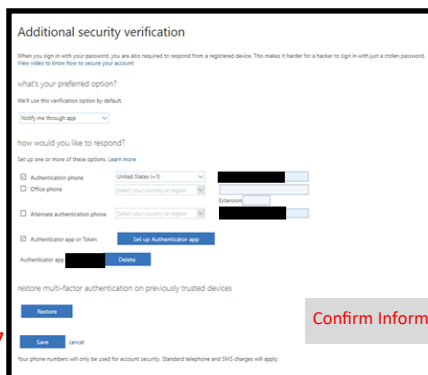 Additional security verification
When you sign in with your password, you are also required to respond from a registered device. This makes it harder for a hacker to sign in with just a stolen password.
View video to know how to secure your account
what's your preferred option?
We'll use this verification option by default.
Notify me through app
how would you like to respond?
Set up one or more of these options. Learn more
Authentication phone United States (+1)
Office phone Select your country or region
Extension
Alternate authentication phone Select your country or region
Authenticator app or Token Set up Authenticator app
Authenticator app Delete
restore multi-factor authentication on previously trusted devices
Restore
Confirm Inform
7
Save cancel
Your phone numbers will only be used for account security. Standard telephone and SMS charges will apply.